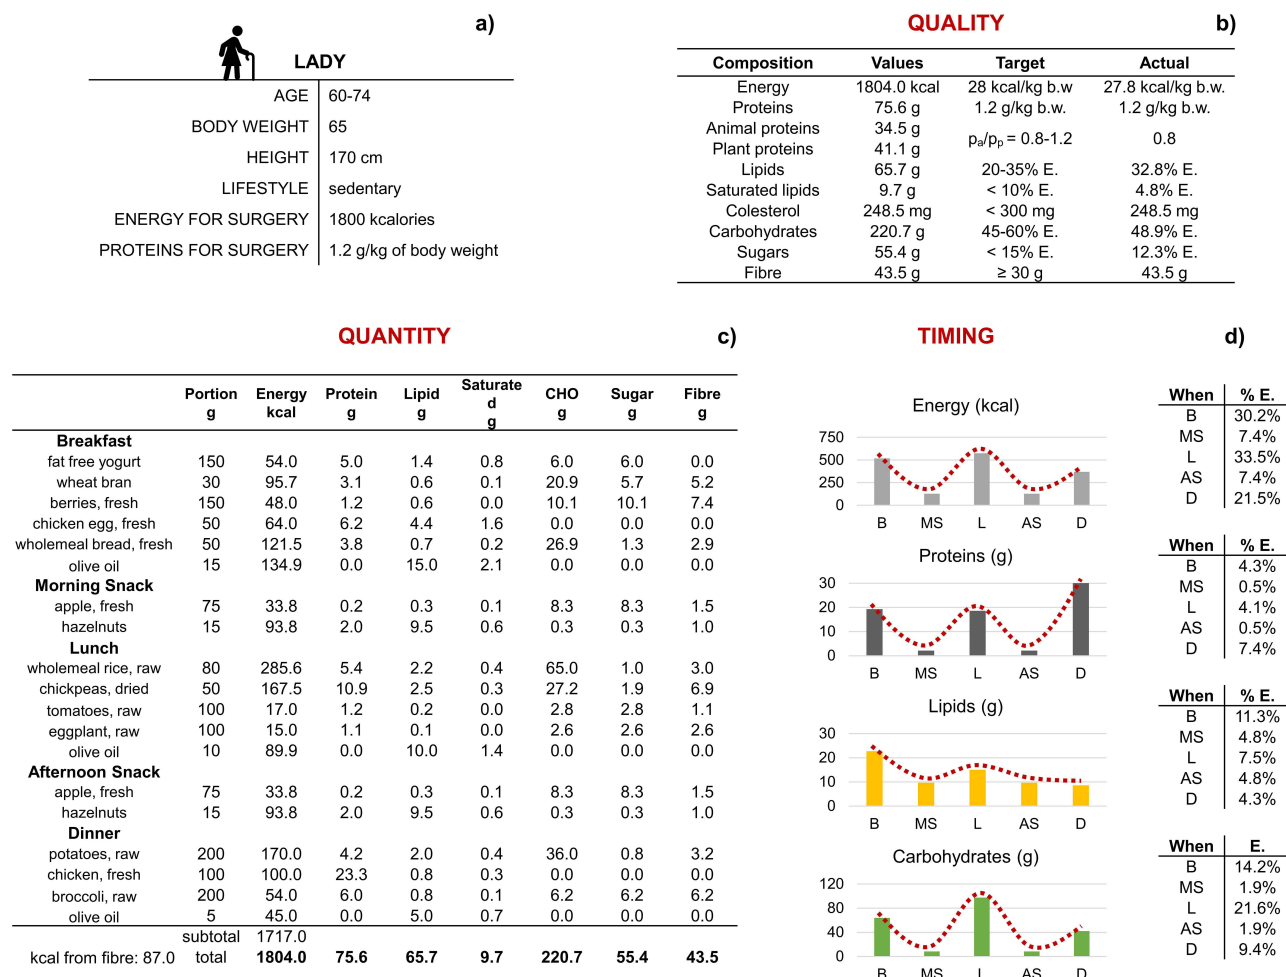 a)
LADY
AGE 60-74
BODY WEIGHT 65
HEIGHT 170 cm
LIFESTYLE sedentary
ENERGY FOR SURGERY 1800 kcalories
PROTEINS FOR SURGERY 1.2 g/kg of body weight
QUALITY b)
Composition Values Target Actual
Energy 1804.0 kcal 28 kcal/kg b.w 27.8 kcal/kg b.w.
Proteins 75.6 g 1.2 g/kg b.w. 1.2 g/kg b.w.
Animal proteins 34.5 g
pa/pp = 0.8-1.2 0.8
Plant proteins 41.1 g
Lipids 65.7 g 20-35% E. 32.8% E.
Saturated lipids 9.7 g < 10% E. 4.8% E.
Colesterol 248.5 mg < 300 mg 248.5 mg
Carbohydrates 220.7 g 45-60% E. 48.9% E.
Sugars 55.4 g < 15% E. 12.3% E.
Fibre 43.5 g ≥ 30 g 43.5 g
QUANTITY c)
Portion g Energy kcal Protein g Lipid g Saturate d g CHO g Sugar g Fibre g
Breakfast
fat free yogurt 150 54.0 5.0 1.4 0.8 6.0 6.0 0.0
wheat bran 30 95.7 3.1 0.6 0.1 20.9 5.7 5.2
berries, fresh 150 48.0 1.2 0.6 0.0 10.1 10.1 7.4
chicken egg, fresh 50 64.0 6.2 4.4 1.6 0.0 0.0 0.0
wholemeal bread, fresh 50 121.5 3.8 0.7 0.2 26.9 1.3 2.9
olive oil 15 134.9 0.0 15.0 2.1 0.0 0.0 0.0
Morning Snack
apple, fresh 75 33.8 0.2 0.3 0.1 8.3 8.3 1.5
hazelnuts 15 93.8 2.0 9.5 0.6 0.3 0.3 1.0
Lunch
wholemeal rice, raw 80 285.6 5.4 2.2 0.4 65.0 1.0 3.0
chickpeas, dried 50 167.5 10.9 2.5 0.3 27.2 1.9 6.9
tomatoes, raw 100 17.0 1.2 0.2 0.0 2.8 2.8 1.1
eggplant, raw 100 15.0 1.1 0.1 0.0 2.6 2.6 2.6
olive oil 10 89.9 0.0 10.0 1.4 0.0 0.0 0.0
Afternoon Snack
apple, fresh 75 33.8 0.2 0.3 0.1 8.3 8.3 1.5
hazelnuts 15 93.8 2.0 9.5 0.6 0.3 0.3 1.0
Dinner
potatoes, raw 200 170.0 4.2 2.0 0.4 36.0 0.8 3.2
chicken, fresh 100 100.0 23.3 0.8 0.3 0.0 0.0 0.0
broccoli, raw 200 54.0 6.0 0.8 0.1 6.2 6.2 6.2
olive oil 5 45.0 0.0 5.0 0.7 0.0 0.0 0.0
subtotal 1717.0
kcal from fibre: 87.0 total 1804.0 75.6 65.7 9.7 220.7 55.4 43.5
TIMING d)
Energy (kcal)
750
500
250
0
B MS L AS D
When % E.
B 30.2%
MS 7.4%
L 33.5%
AS 7.4%
D 21.5%
Proteins (g)
30
20
10
0
B MS L AS D
When % E.
B 4.3%
MS 0.5%
L 4.1%
AS 0.5%
D 7.4%
Lipids (g)
30
20
10
0
B MS L AS D
When % E.
B 11.3%
MS 4.8%
L 7.5%
AS 4.8%
D 4.3%
Carbohydrates (g)
120
80
40
0
B MS L AS D
When E.
B 14.2%
MS 1.9%
L 21.6%
AS 1.9%
D 9.4%